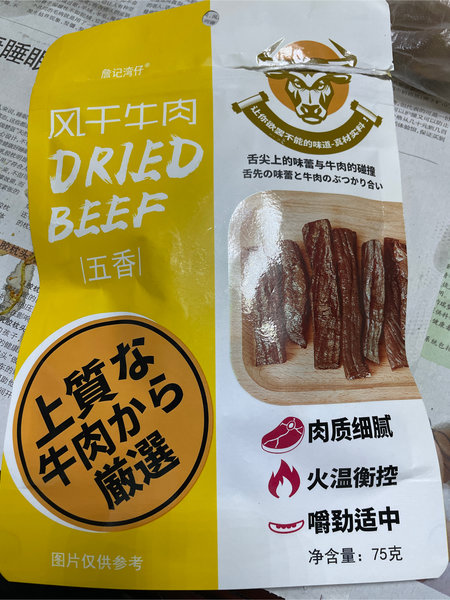 詹记湾仔®
风干牛肉
DRIED
BEEF
五香
上質な
牛肉から
厳選
图片仅供参考
让你欲罢不能的味道-真材实料
舌尖上的味蕾与牛肉的碰撞
舌先の味蕾と牛肉のぶつかり合い
肉质细腻
火温衡控
嚼劲适中
净含量：75克